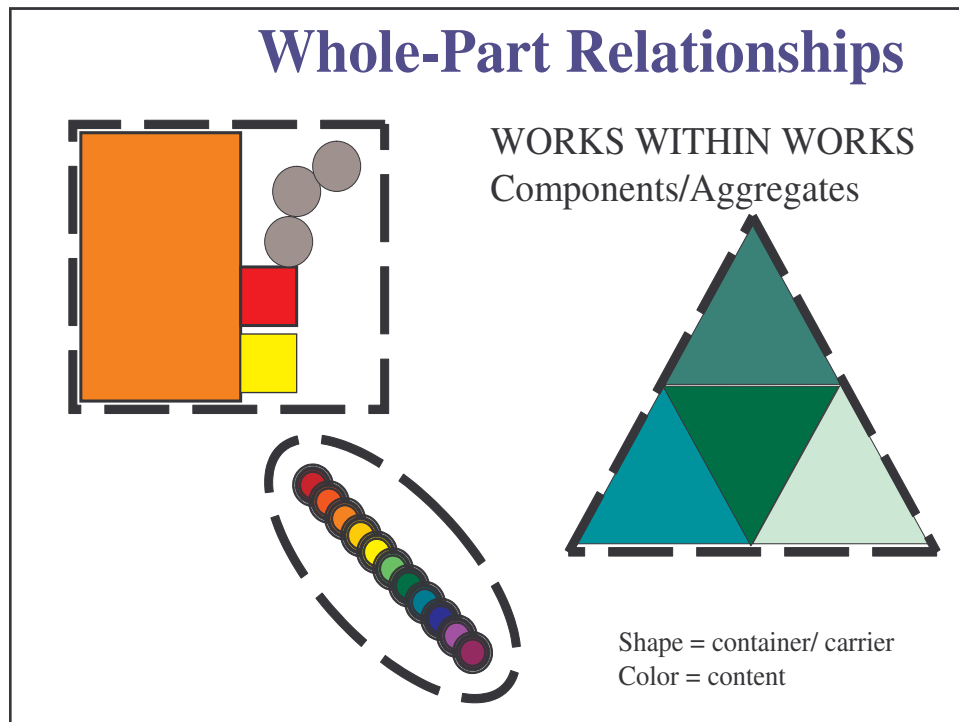 Whole-Part Relationships
WORKS WITHIN WORKS
Components/Aggregates
Shape = container/ carrier
Color = content